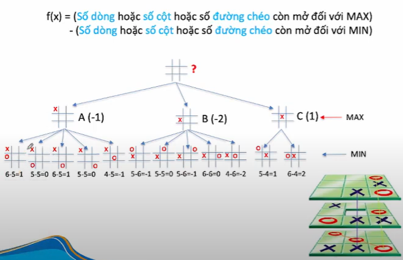 f(x) = (Số dòng hoặc số cột hoặc số đường chéo còn mở đối với MAX)
- (Số dòng hoặc số cột hoặc số đường chéo còn mở đối với MIN)
?
A (-1) B (-2) C (1) MAX
MIN
6-5=1 5-5=0 6-5=1 5-5=0 4-5=-1 5-6=-1 5-5=0 5-6=-1 6-6=0 4-6=-2 5-4=1 6-4=2